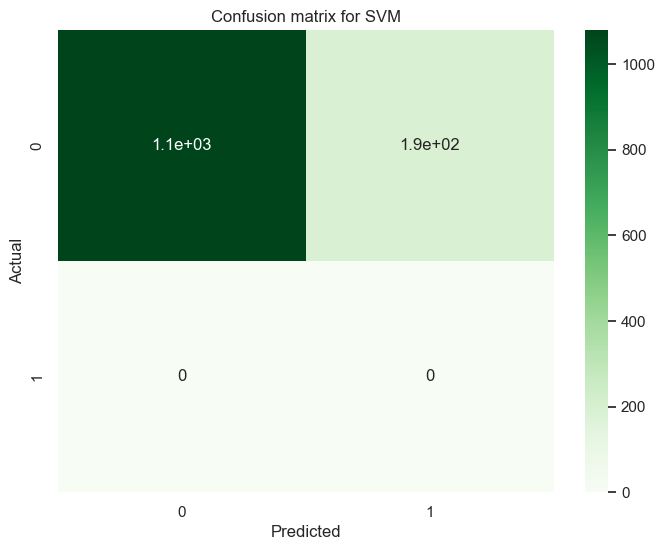 Confusion matrix for SVM
1000
800
600
400
200
0
Actual
0
1
1.1e+03
1.9e+02
0
0
0
1
Predicted